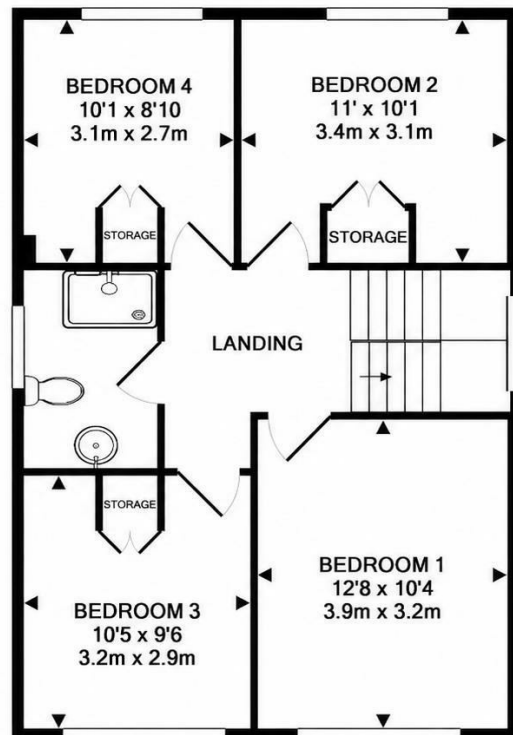 BEDROOM 4
10'1 x 8'10
3.1m x 2.7m
BEDROOM 2
11' x 10'1
3.4m x 3.1m
STORAGE
STORAGE
LANDING
STORAGE
BEDROOM 3
10'5 x 9'6
3.2m x 2.9m
BEDROOM 1
12'8 x 10'4
3.9m x 3.2m